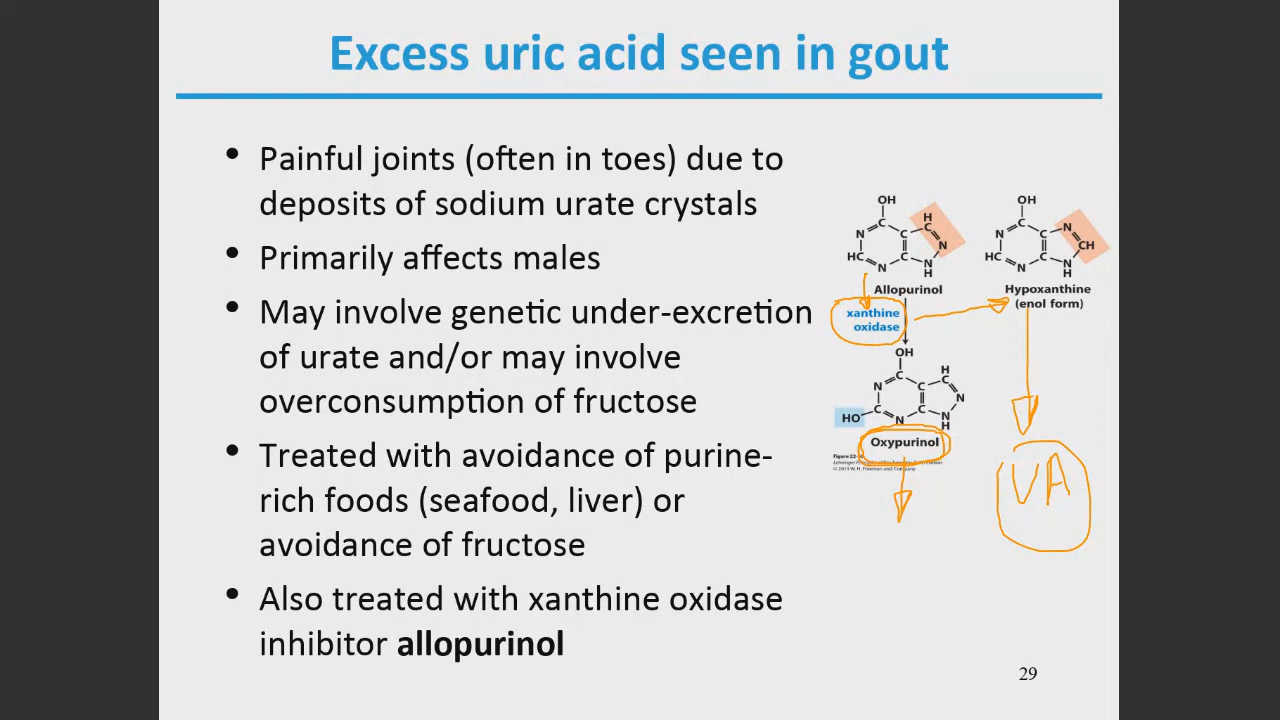 Excess uric acid seen in gout
• Painful joints (often in toes) due to
deposits of sodium urate crystals
• Primarily affects males
• May involve genetic under-excretion
of urate and/or may involve
overconsumption of fructose
• Treated with avoidance of purine-
rich foods (seafood, liver) or
avoidance of fructose
• Also treated with xanthine oxidase
inhibitor allopurinol
OH
H
C
C
N
C
N
HC
C
N
N
H
Allopurinol
OH
C
N
N
C
CH
HC
C
N
N
H
Hypoxanthine
(enol form)
xanthine
oxidase
OH
C
H
C
N
C
N
HO
C
C
N
N
H
Oxypurinol
UA
29